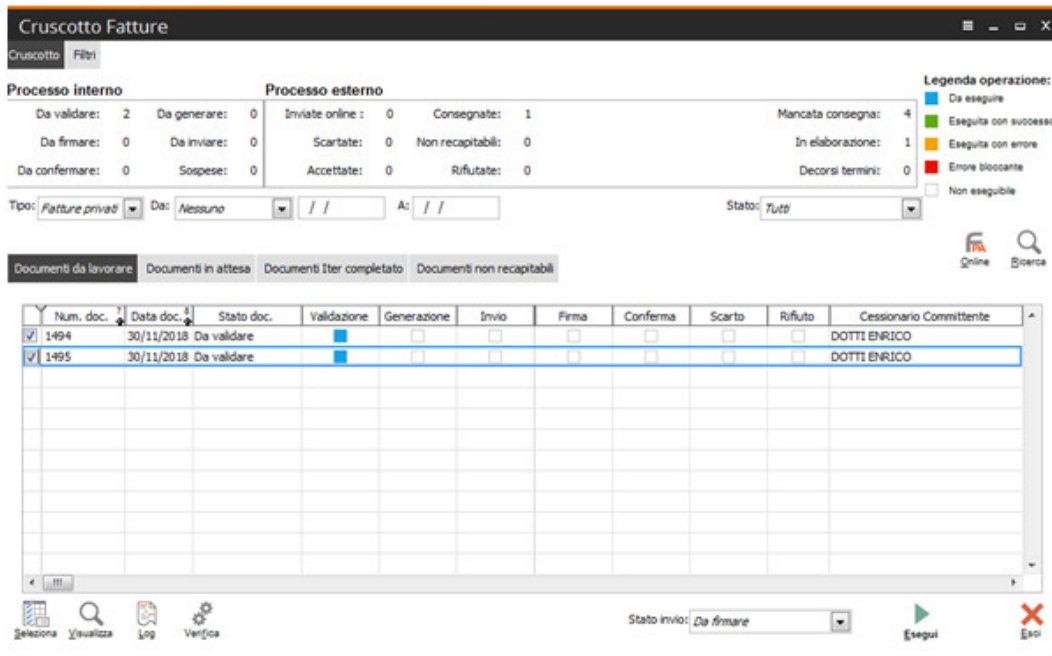 Cruscotto Fatture
Cruscotto Filtri
Processo interno Processo esterno Legenda operazione:
Da validare: 2 Da generare: 0 Inviate online : 0 Consegnate: 1 Mancata consegna: 4 Da eseguire
Eseguita con successo
Da firmare: 0 Da inviare: 0 Scartate: 0 Non recapitabili: 0 In elaborazione: 1 Eseguita con errore
Da confermare: 0 Sospese: 0 Accettate: 0 Rifiutate: 0 Decorsi termini: 0 Errore bloccante
Non eseguibile
Tipo: Fatture privati Da: Nessuno / / A: / / Stato: Tutti
Online Ricerca
Documenti da lavorare Documenti in attesa Documenti Iter completato Documenti non recapitabili
Num. doc. 7 Data doc. 8 Stato doc. Validazione Generazione Invio Firma Conferma Scarto Rifiuto Cessionario Committente
1494 30/11/2018 Da validare DOTTI ENRICO
1495 30/11/2018 Da validare DOTTI ENRICO
Seleziona Visualizza Log Verifica Stato invio: Da firmare Esegui Esci